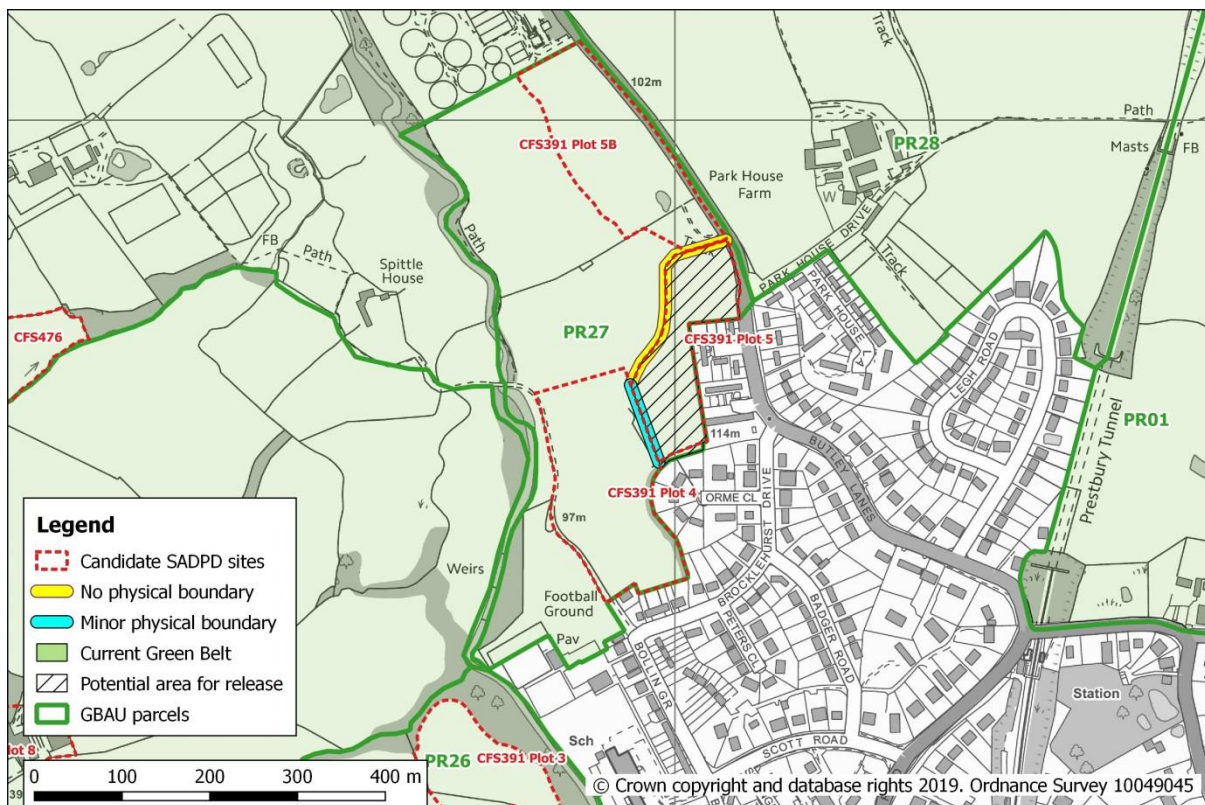 102m
Track
Path
Masts
FB
CFS391 Plot 5B
PR28
Park House
Farm
W
PARK HOUSE DRIVE
Track
FB
Path
Path
Spittle
House
PARK HOUSE LA
CFS476
PR27
CFS391 Plot 5
LEGH ROAD
PR01
114m
Prestbury Tunnel
BUTLEY LANES
CFS391 Plot 4
ORME CL
BROCKLEHURST DRIVE
97m
Weirs
Football
Ground
Pav
PETERS CL
BADGER ROAD
BOLLIN GR
Station
Sch
SCOTT ROAD
PR26
CFS391 Plot 3
lot 8
39
Legend
Candidate SADPD sites
No physical boundary
Minor physical boundary
Current Green Belt
Potential area for release
GBAU parcels
0 100 200 300 400 m
© Crown copyright and database rights 2019. Ordnance Survey 10049045